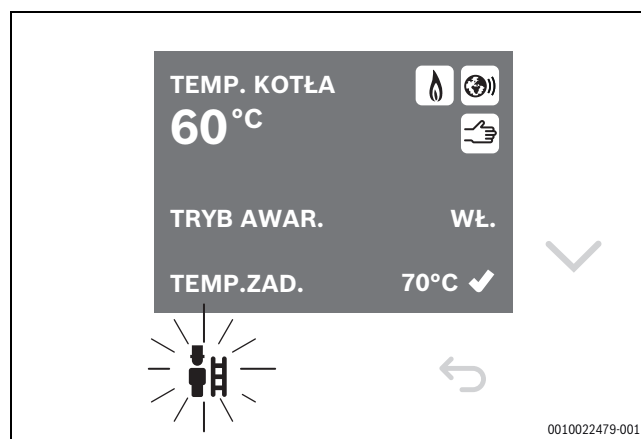 TEMP. KOTŁA
60°C
TRYB AWAR. WŁ.
TEMP.ZAD. 70°C
0010022479-001